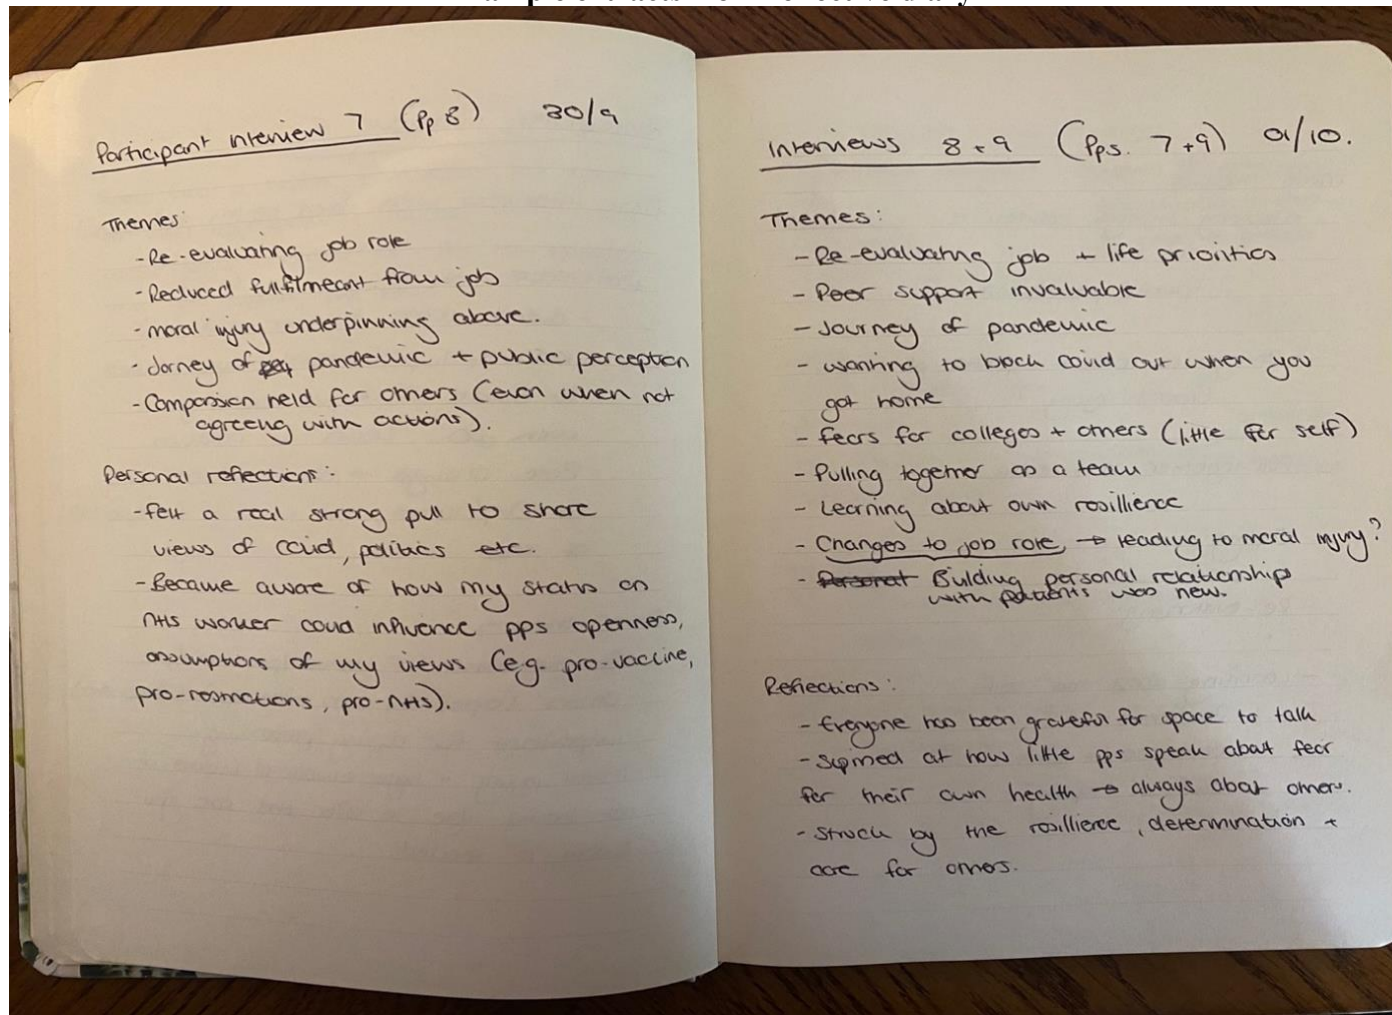 Participant interview 7 (Pp 8) 30/9
Themes:
- Re-evaluating job role
- Reduced fulfilmeant from job
- moral injury underpinning above.
- Jorney of pandemic + public perception
- Compassion held for others (even when not
agreeing with actions).
Personal reflections:
- felt a real strong pull to share
views of covid, politics etc.
- Became aware of how my status as
NHS worker could influence pps openness,
assumptions of my views (eg. pro-vaccine,
pro-restrictions, pro-NHS).
Interviews 8+9 (Pps. 7+9) 01/10.
Themes:
- Re-evaluating job + life priorities
- Peer support invaluable
- Journey of pandemic
- wanting to block covid out when you
got home
- fears for colleges + others (little for self)
- Pulling together as a team
- Learning about own resillience
- Changes to job role, → leading to moral injury?
- Personal Building personal relationships
with patients was new.
Reflections:
- Everyone has been grateful for space to talk
- Suprised at how little pps speak about fear
for their own health → always about others.
- Struck by the resillience, determination +
care for others.